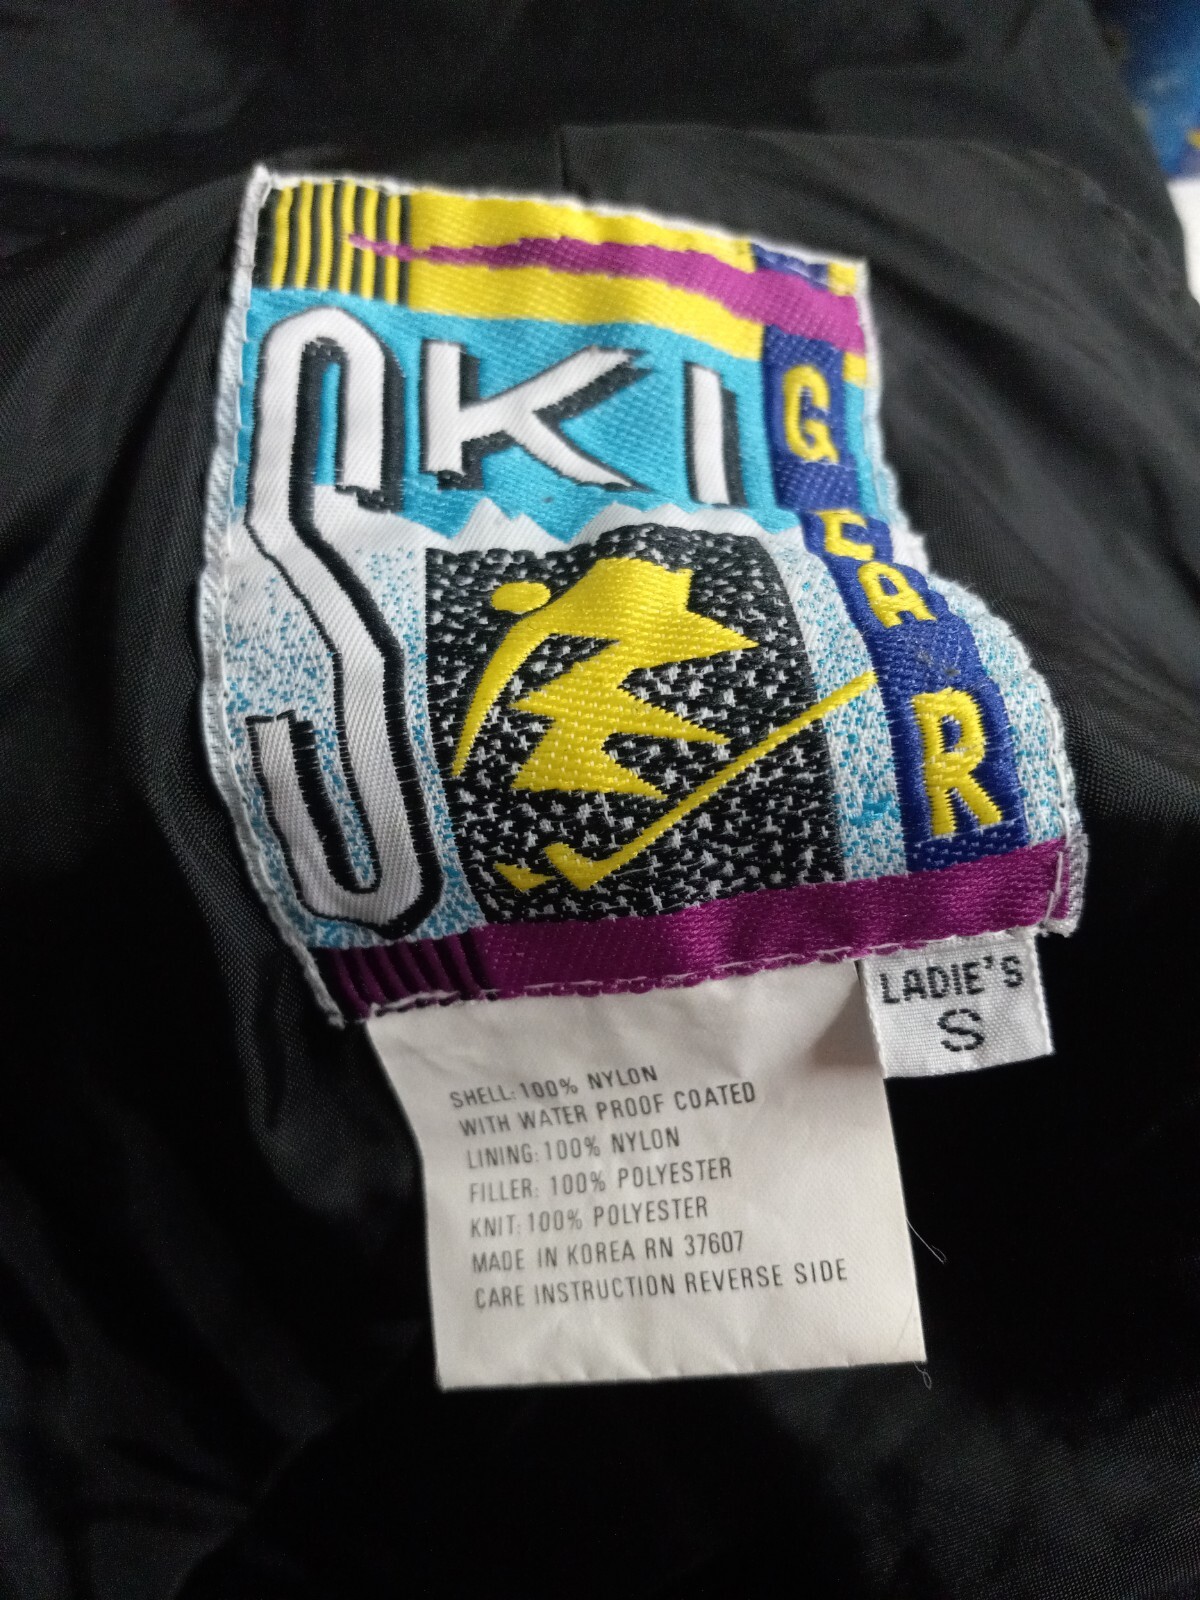 SKI
GEAR
LADIE'S
S
SHELL: 100% NYLON
WITH WATER PROOF COATED
LINING: 100% NYLON
FILLER: 100% POLYESTER
KNIT: 100% POLYESTER
MADE IN KOREA RN 37607
CARE INSTRUCTION REVERSE SIDE